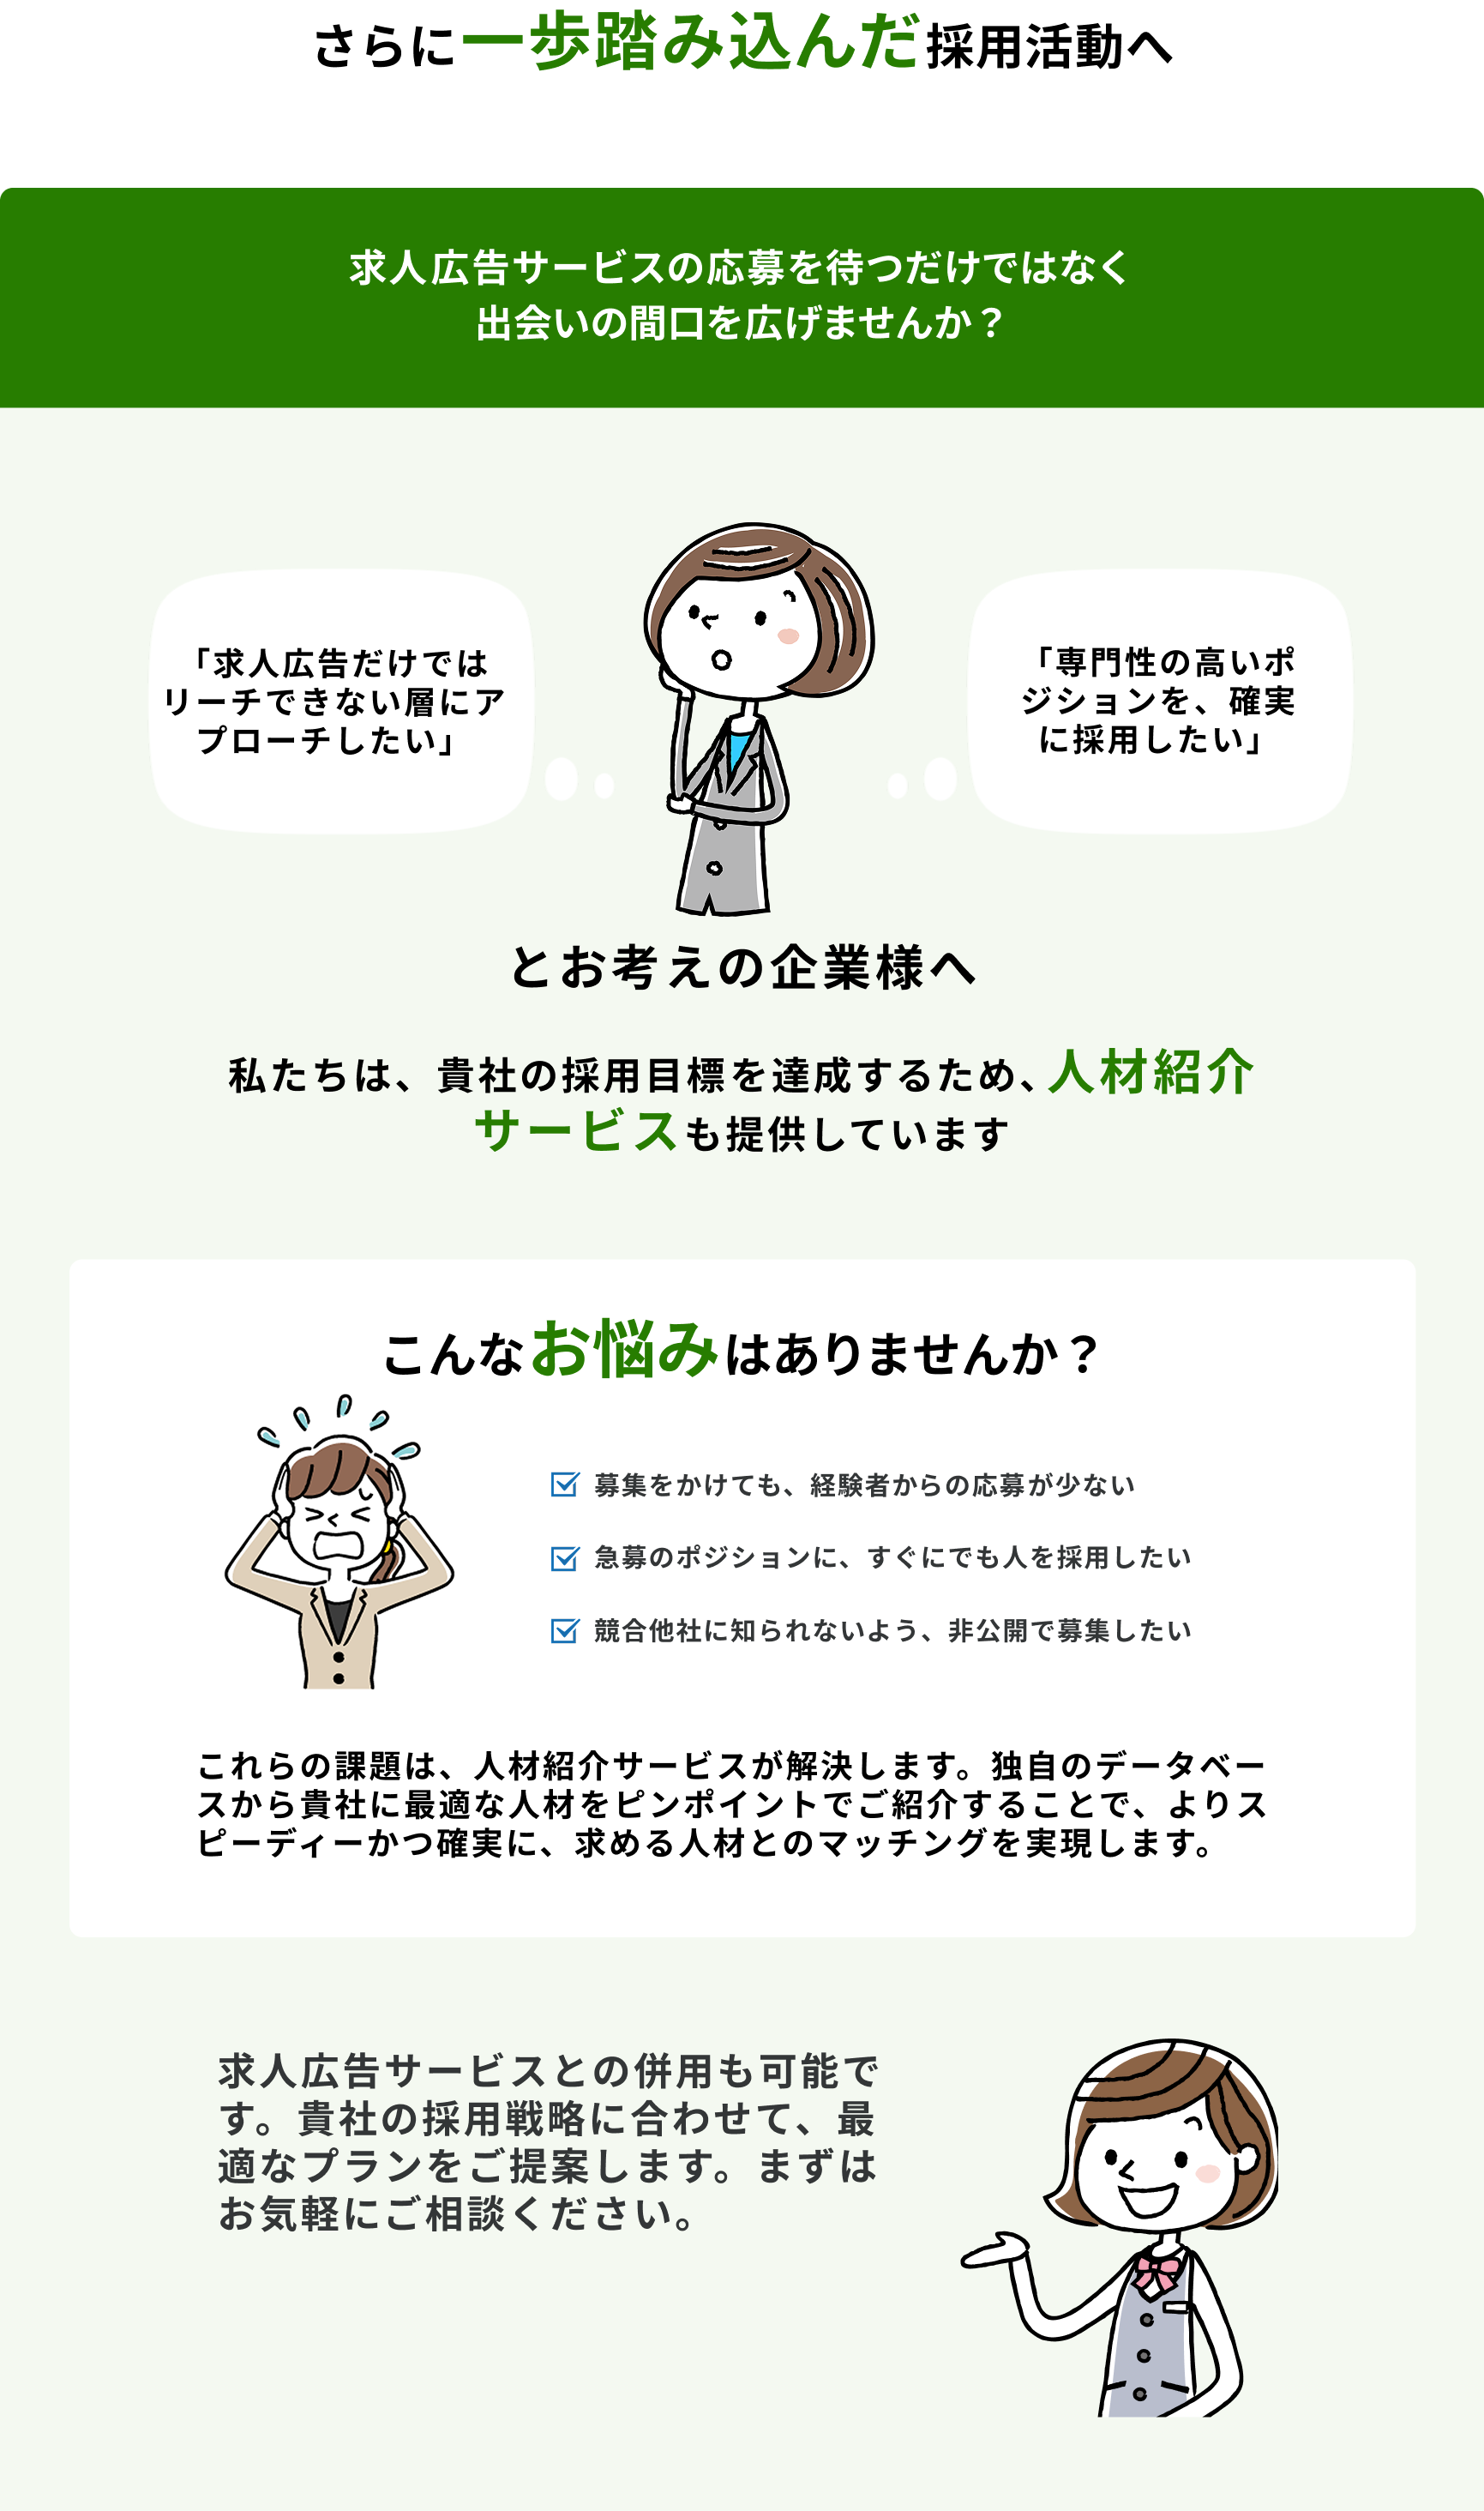 さらに一歩踏み込んだ採用活動へ
求人広告サービスの応募を待つだけではなく
出会いの間口を広げませんか？
「求人広告だけでは
リーチできない層にア
プローチしたい」
「専門性の高いポ
ジションを、確実
に採用したい」
とお考えの企業様へ
私たちは、貴社の採用目標を達成するため、人材紹介
サービスも提供しています
こんなお悩みはありませんか？
募集をかけても、経験者からの応募が少ない
急募のポジションに、すぐにでも人を採用したい
競合他社に知られないよう、非公開で募集したい
これらの課題は、人材紹介サービスが解決します。独自のデータベー
スから貴社に最適な人材をピンポイントでご紹介することで、よりス
ピーディーかつ確実に、求める人材とのマッチングを実現します。
求人広告サービスとの併用も可能で
す。貴社の採用戦略に合わせて、最
適なプランをご提案します。まずは
お気軽にご相談ください。